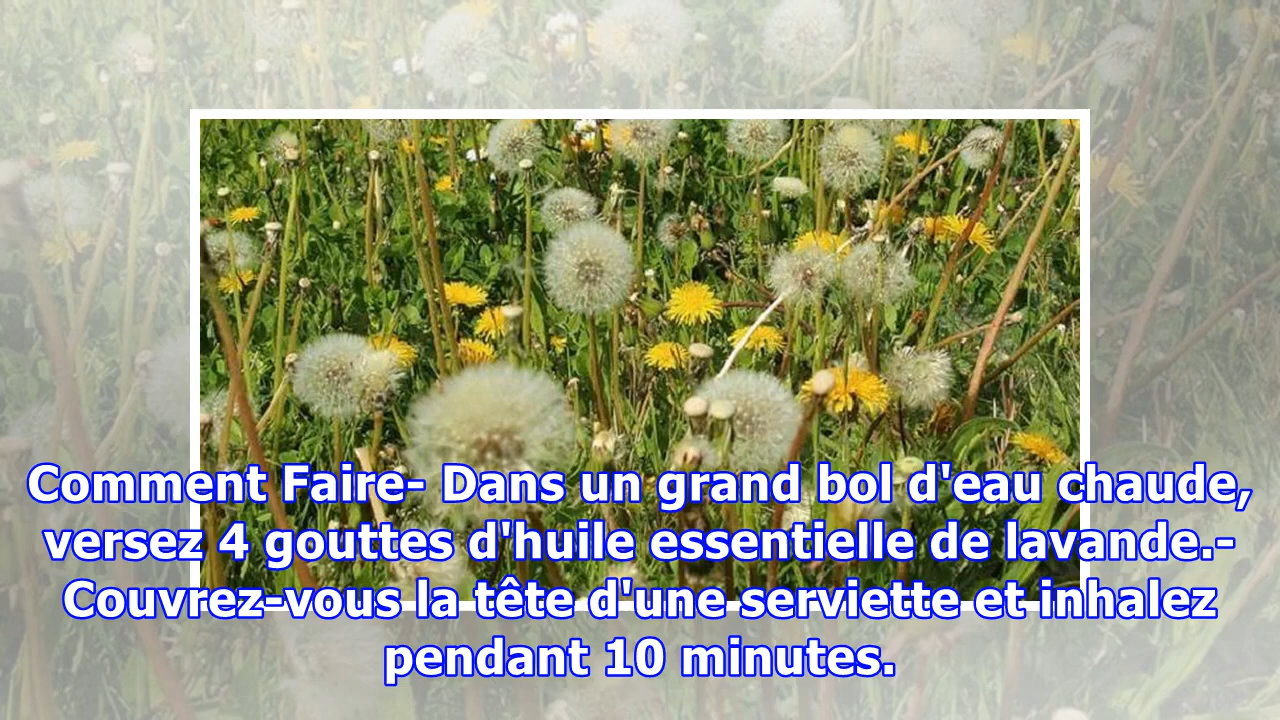 Comment Faire- Dans un grand bol d'eau chaude,
versez 4 gouttes d'huile essentielle de lavande.-
Couvrez-vous la tête d'une serviette et inhalez
pendant 10 minutes.